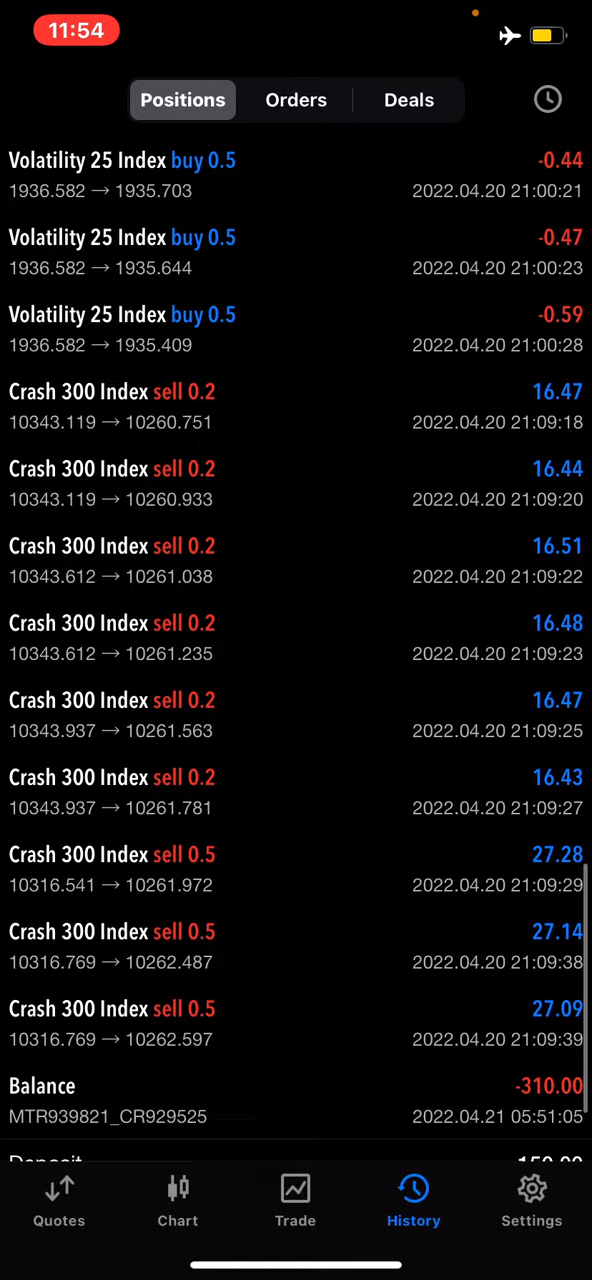 11:54
Positions Orders Deals
Volatility 25 Index buy 0.5 -0.44
1936.582 → 1935.703 2022.04.20 21:00:21
Volatility 25 Index buy 0.5 -0.47
1936.582 → 1935.644 2022.04.20 21:00:23
Volatility 25 Index buy 0.5 -0.59
1936.582 → 1935.409 2022.04.20 21:00:28
Crash 300 Index sell 0.2 16.47
10343.119 → 10260.751 2022.04.20 21:09:18
Crash 300 Index sell 0.2 16.44
10343.119 → 10260.933 2022.04.20 21:09:20
Crash 300 Index sell 0.2 16.51
10343.612 → 10261.038 2022.04.20 21:09:22
Crash 300 Index sell 0.2 16.48
10343.612 → 10261.235 2022.04.20 21:09:23
Crash 300 Index sell 0.2 16.47
10343.937 → 10261.563 2022.04.20 21:09:25
Crash 300 Index sell 0.2 16.43
10343.937 → 10261.781 2022.04.20 21:09:27
Crash 300 Index sell 0.5 27.28
10316.541 → 10261.972 2022.04.20 21:09:29
Crash 300 Index sell 0.5 27.14
10316.769 → 10262.487 2022.04.20 21:09:38
Crash 300 Index sell 0.5 27.09
10316.769 → 10262.597 2022.04.20 21:09:39
Balance -310.00
MTR939821_CR929525 2022.04.21 05:51:05
Deposit
Quotes Chart Trade History Settings